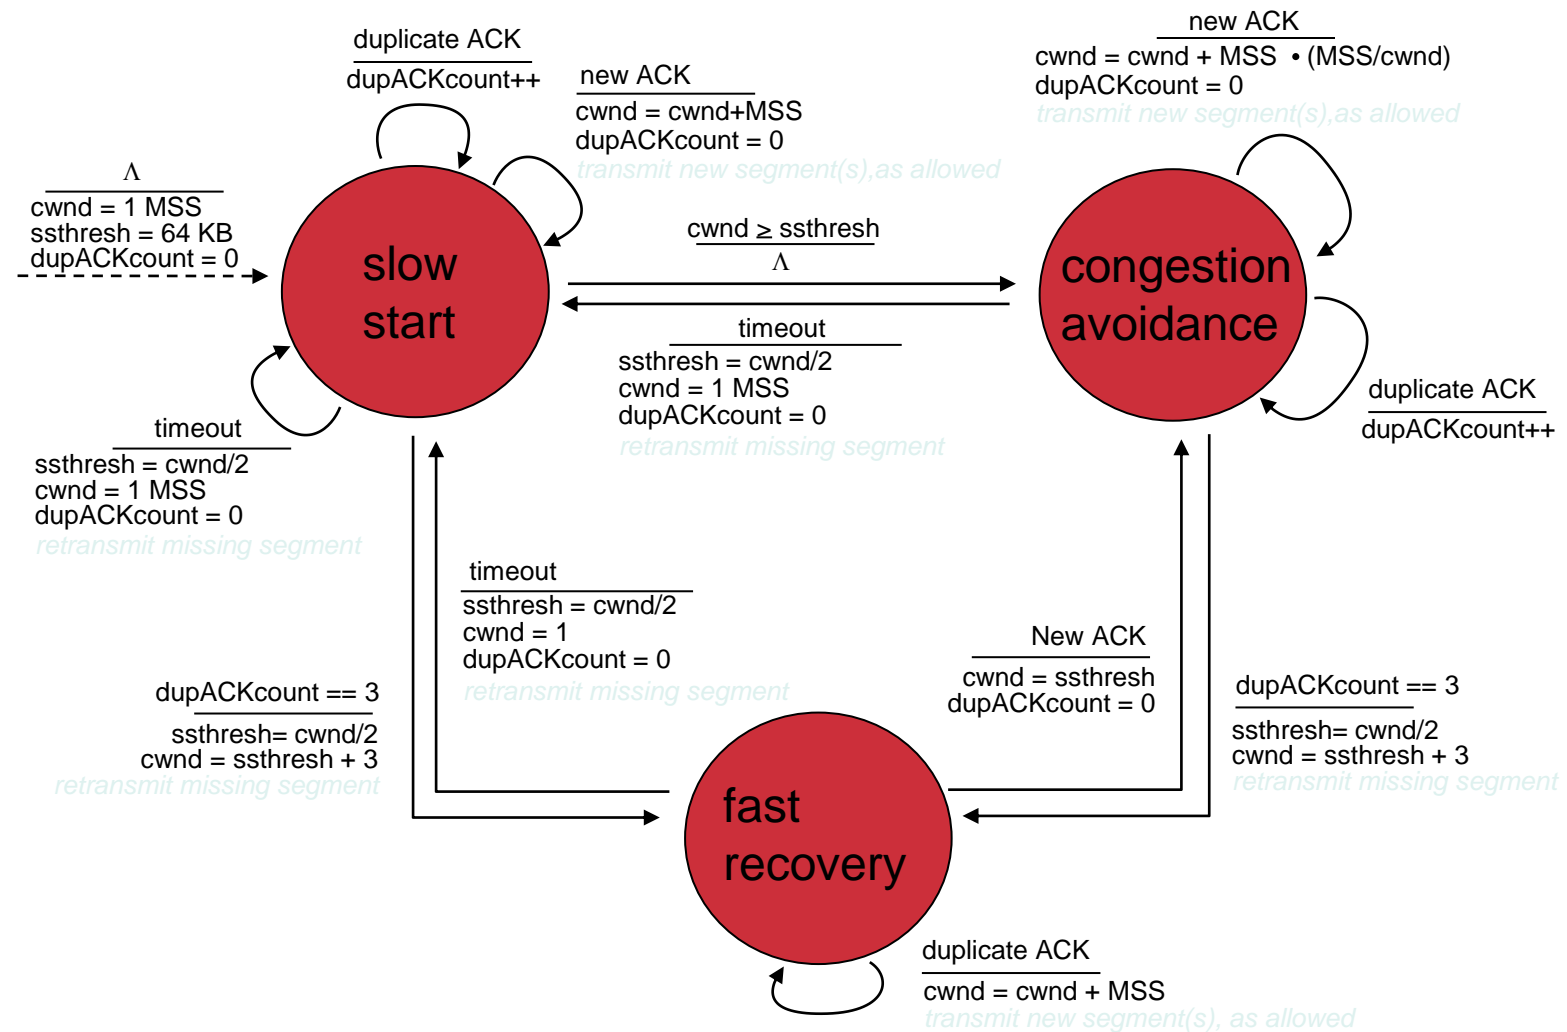 duplicate ACK
dupACKcount++
new ACK
cwnd = cwnd+MSS
dupACKcount = 0
transmit new segment(s),as allowed
new ACK
cwnd = cwnd + MSS • (MSS/cwnd)
dupACKcount = 0
transmit new segment(s),as allowed
Λ
cwnd = 1 MSS
ssthresh = 64 KB
dupACKcount = 0
slow
start
cwnd ≥ ssthresh
Λ
timeout
ssthresh = cwnd/2
cwnd = 1 MSS
dupACKcount = 0
retransmit missing segment
congestion
avoidance
duplicate ACK
dupACKcount++
timeout
ssthresh = cwnd/2
cwnd = 1 MSS
dupACKcount = 0
retransmit missing segment
timeout
ssthresh = cwnd/2
cwnd = 1
dupACKcount = 0
retransmit missing segment
New ACK
cwnd = ssthresh
dupACKcount = 0
dupACKcount == 3
ssthresh= cwnd/2
cwnd = ssthresh + 3
retransmit missing segment
dupACKcount == 3
ssthresh= cwnd/2
cwnd = ssthresh + 3
retransmit missing segment
fast
recovery
duplicate ACK
cwnd = cwnd + MSS
transmit new segment(s), as allowed